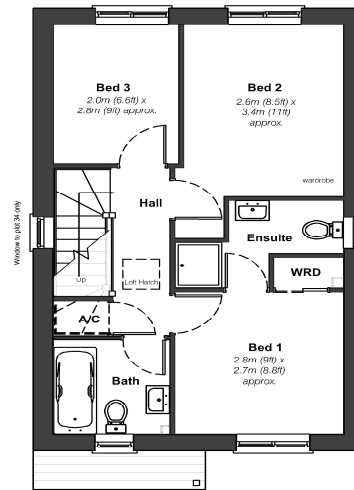 Bed 3
2.0m (6.6ft) x
2.8m (9ft) approx.
Bed 2
2.6m (8.5ft) x
3.4m (11ft)
approx.
wardrobe
Hall
Window to plot 34 only
Ensuite
up
Loft Hatch
WRD
A/C
Bed 1
2.8m (9ft) x
2.7m (8.8ft)
approx.
Bath